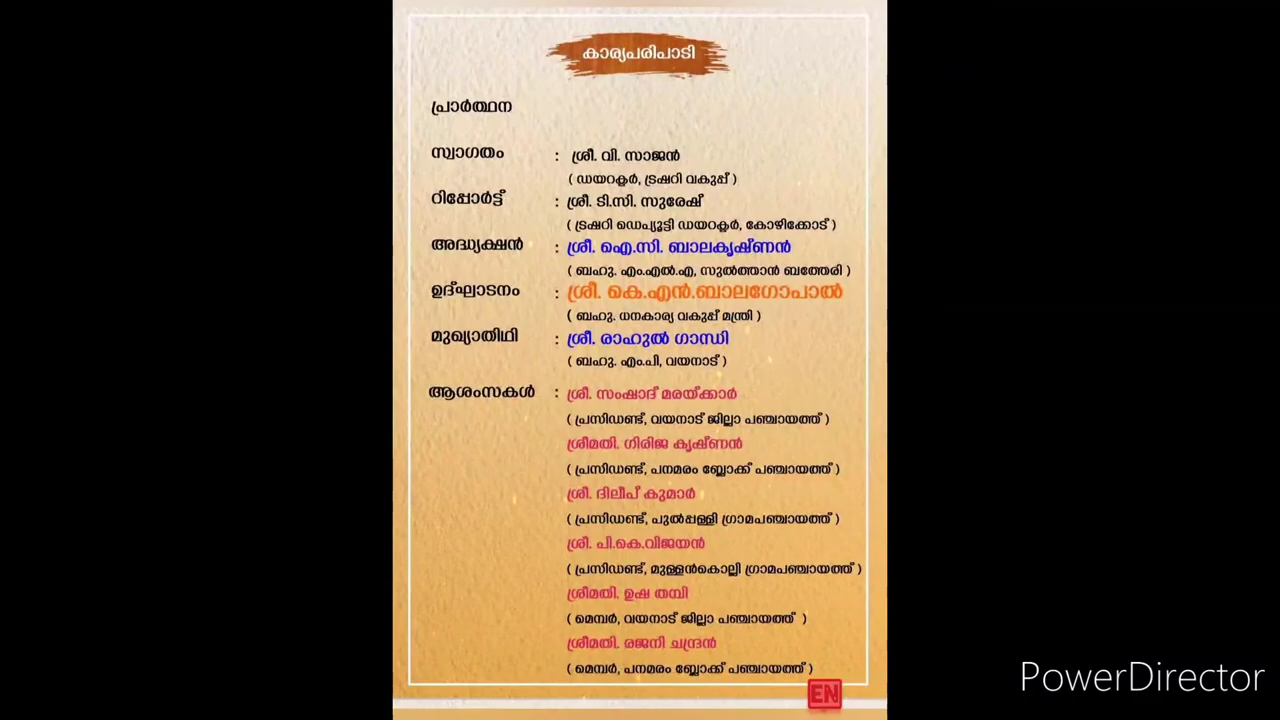 കാര്യപരിപാടി
പ്രാർത്ഥന
സ്വാഗതം : ശ്രീ. വി. സാജൻ
( ഡയറക്ടർ, ട്രഷറി വകുപ്പ് )
റിപ്പോർട്ട് : ശ്രീ. ടി.സി. സുരേഷ്
( ട്രഷറി ഡെപ്യൂട്ടി ഡയറക്ടർ, കോഴിക്കോട് )
അദ്ധ്യക്ഷൻ : ശ്രീ. ഐ.സി. ബാലകൃഷ്ണൻ
( ബഹു. എം.എൽ.എ, സുൽത്താൻ ബത്തേരി )
ഉദ്ഘാടനം : ശ്രീ. കെ.എൻ.ബാലഗോപാൽ
( ബഹു. ധനകാര്യ വകുപ്പ് മന്ത്രി )
മുഖ്യാതിഥി : ശ്രീ. രാഹുൽ ഗാന്ധി
( ബഹു. എം.പി, വയനാട് )
ആശംസകൾ : ശ്രീ. സംഷാദ് മരയ്ക്കാർ
( പ്രസിഡണ്ട്, വയനാട് ജില്ലാ പഞ്ചായത്ത് )
ശ്രീമതി. ഗിരിജ കൃഷ്ണൻ
( പ്രസിഡണ്ട്, പനമരം ബ്ലോക്ക് പഞ്ചായത്ത് )
ശ്രീ. ദിലീപ് കുമാർ
( പ്രസിഡണ്ട്, പുൽപ്പള്ളി ഗ്രാമപഞ്ചായത്ത് )
ശ്രീ. പി.കെ.വിജയൻ
( പ്രസിഡണ്ട്, മുള്ളൻകൊല്ലി ഗ്രാമപഞ്ചായത്ത് )
ശ്രീമതി. ഉഷ തമ്പി
( മെമ്പർ, വയനാട് ജില്ലാ പഞ്ചായത്ത് )
ശ്രീമതി. രജനി ചന്ദ്രൻ
( മെമ്പർ, പനമരം ബ്ലോക്ക് പഞ്ചായത്ത് )
EN
PowerDirector